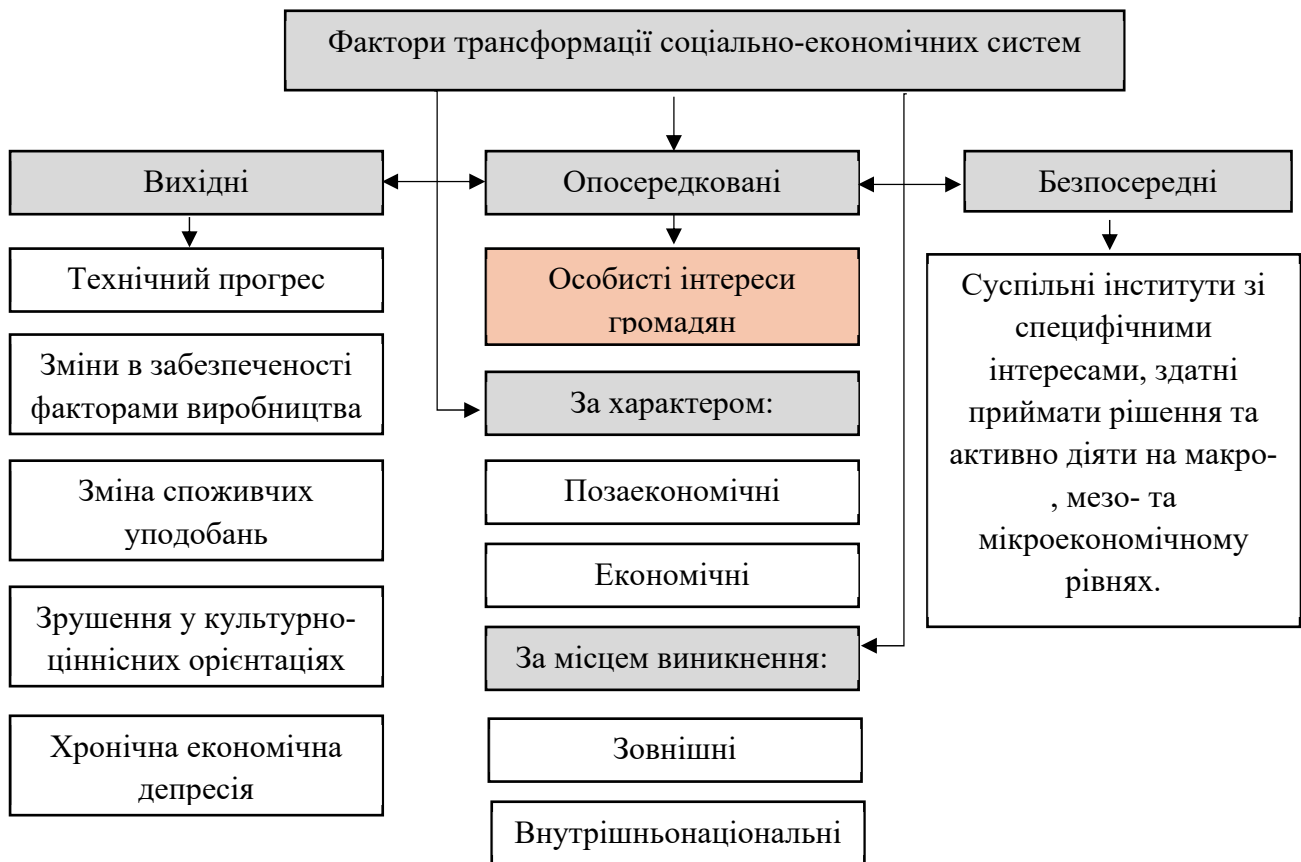 Фактори трансформації соціально-економічних систем
Вихідні
Опосередковані
Безпосередні
Технічний прогрес
Зміни в забезпеченості
факторами виробництва
Зміна споживчих
уподобань
Зрушення у культурно-
ціннісних орієнтаціях
Хронічна економічна
депресія
Особисті інтереси
громадян
За характером:
Позаекономічні
Економічні
За місцем виникнення:
Зовнішні
Внутрішньонаціональні
Суспільні інститути зі
специфічними
інтересами, здатні
приймати рішення та
активно діяти на макро-
, мезо- та
мікроекономічному
рівнях.